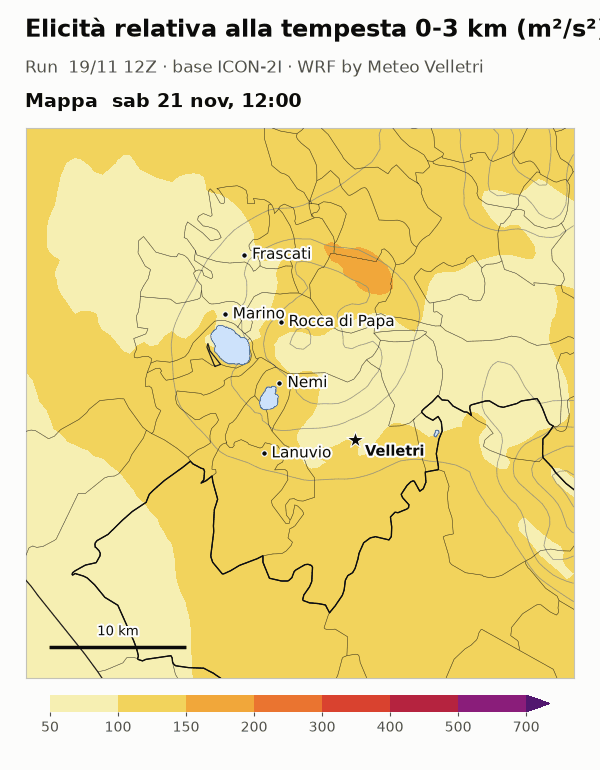 Elicità relativa alla tempesta 0-3 km (m²/s²)
Run 19/11 12Z · base ICON-2I · WRF by Meteo Velletri
Mappa sab 21 nov, 12:00
Frascati
Marino
Rocca di Papa
Nemi
Velletri
Lanuvio
10 km
50 100 150 200 300 400 500 700